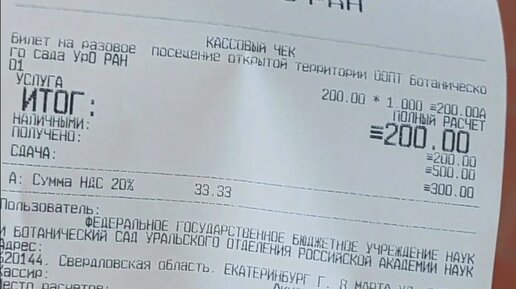 РАН
КАССОВЫЙ ЧЕК
Билет на разовое посещение открытой территории ООПТ Ботаническо
го сада УрО РАН
01 200.00 * 1.000 ≡200.00А
УСЛУГА ПОЛНЫЙ РАСЧЕТ
ИТОГ: ≡200.00
НАЛИЧНЫМИ: ≡200.00
ПОЛУЧЕНО: ≡500.00
СДАЧА: ≡300.00
А: Сумма НДС 20% 33.33
Пользователь:
ФЕДЕРАЛЬНОЕ ГОСУДАРСТВЕННОЕ БЮДЖЕТНОЕ УЧРЕЖДЕНИЕ НАУК
И БОТАНИЧЕСКИЙ САД УРАЛЬСКОГО ОТДЕЛЕНИЯ РОССИЙСКОЙ АКАДЕМИИ НАУК
Адрес:
620144, СВЕРДЛОВСКАЯ ОБЛАСТЬ, ЕКАТЕРИНБУРГ Г, 8 МАРТА
Кассир:
Место расчетов: